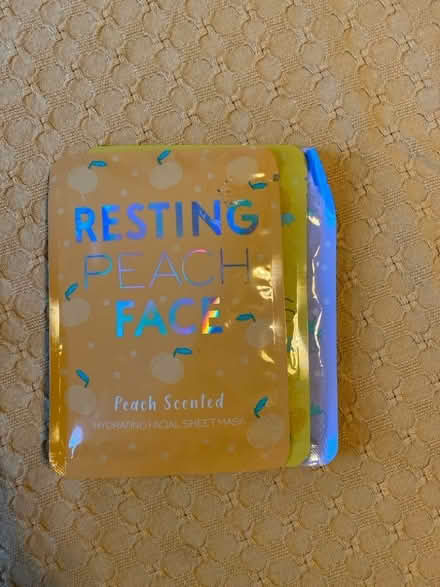 RESTING
PEACH
FACE
Peach Scented
HYDRATING FACIAL SHEET MASK